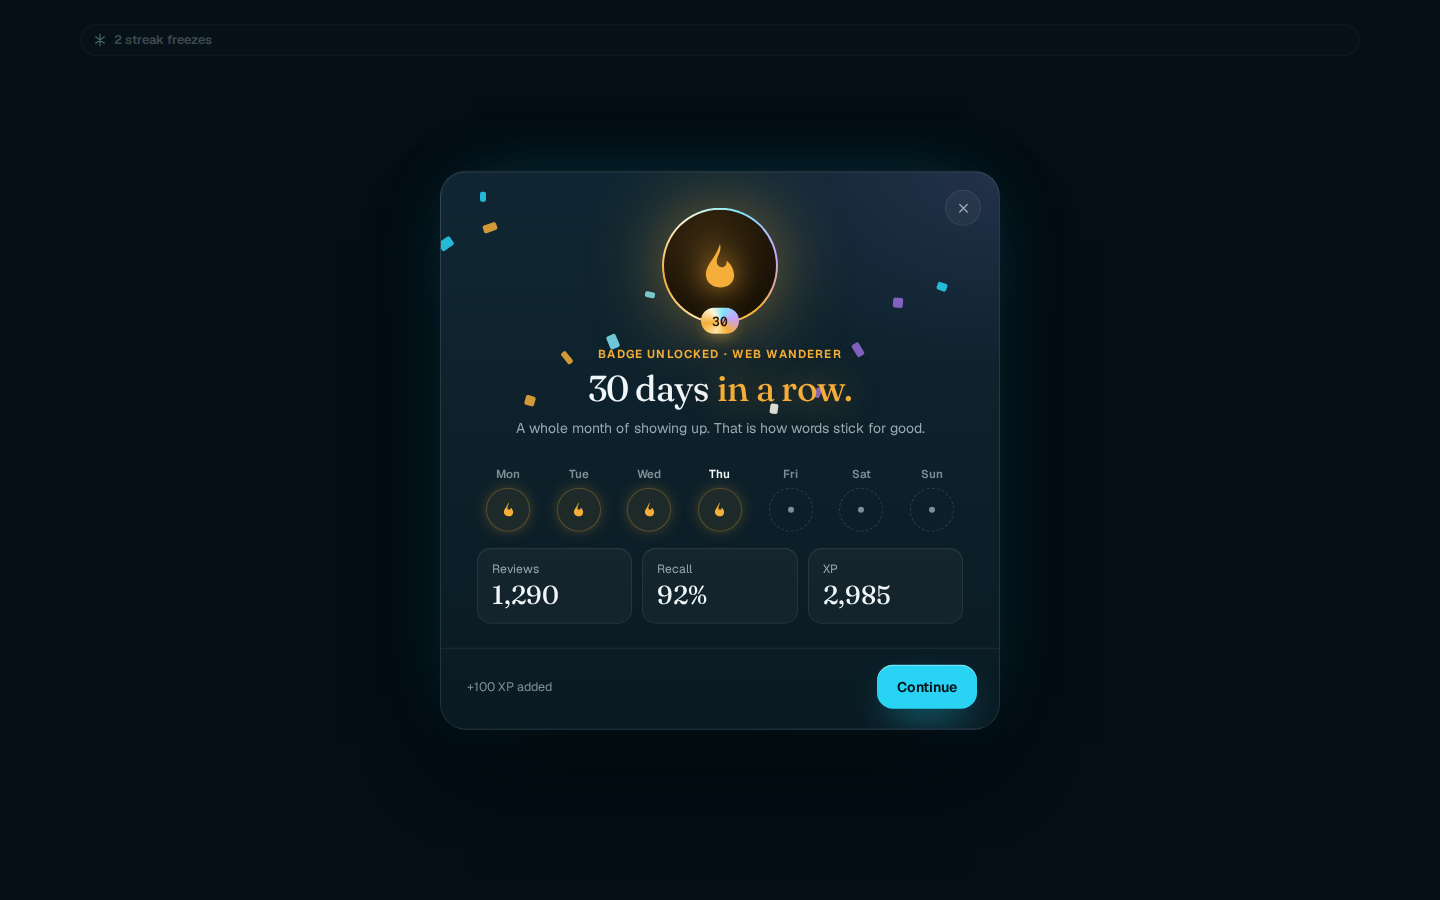 2 streak freezes
30
BADGE UNLOCKED · WEB WANDERER
30 days in a row.
A whole month of showing up. That is how words stick for good.
Mon Tue Wed Thu Fri Sat Sun
Reviews Recall XP
1,290 92% 2,985
+100 XP added Continue